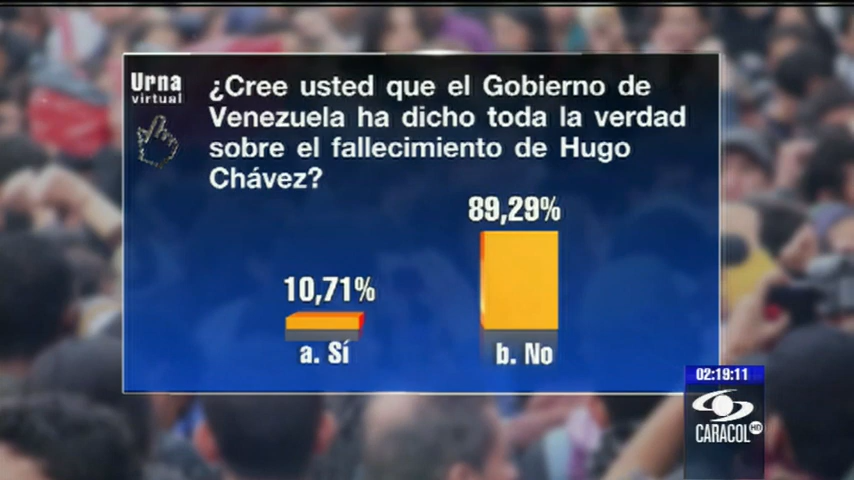 Urna
virtual
¿Cree usted que el Gobierno de
Venezuela ha dicho toda la verdad
sobre el fallecimiento de Hugo
Chávez?
89,29%
10,71%
a. Sí
b. No
02:19:11
CARACOL HD